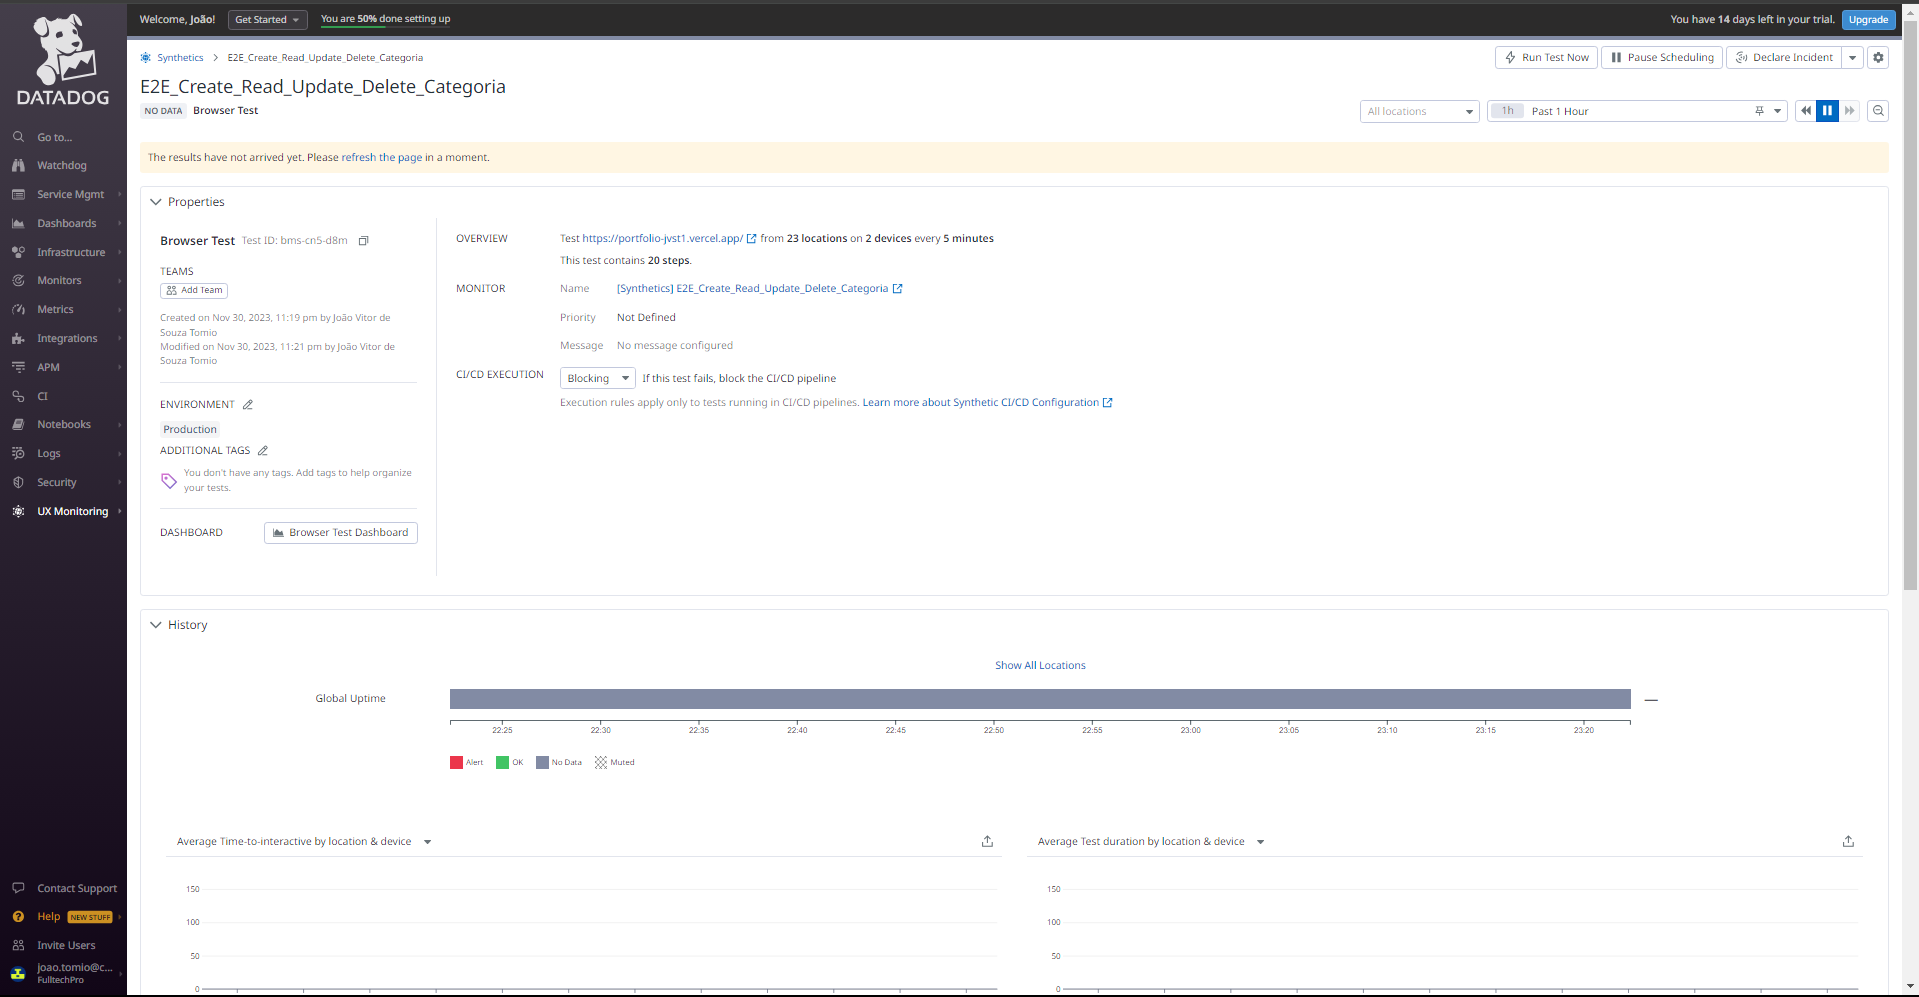 Welcome, João!
Get Started
You are 50% done setting up
You have 14 days left in your trial.
Upgrade
DATADOG
Go to...
Watchdog
Service Mgmt
Dashboards
Infrastructure
Monitors
Metrics
Integrations
APM
CI
Notebooks
Logs
Security
UX Monitoring
Contact Support
Help NEW STUFF
Invite Users
joao.tomio@c...
FulltechPro
Synthetics > E2E_Create_Read_Update_Delete_Categoria
Run Test Now
Pause Scheduling
Declare Incident
E2E_Create_Read_Update_Delete_Categoria
NO DATA Browser Test
All locations
1h Past 1 Hour
The results have not arrived yet. Please refresh the page in a moment.
Properties
Browser Test Test ID: bms-cn5-d8m
TEAMS
Add Team
Created on Nov 30, 2023, 11:19 pm by João Vitor de
Souza Tomio
Modified on Nov 30, 2023, 11:21 pm by João Vitor de
Souza Tomio
ENVIRONMENT
Production
ADDITIONAL TAGS
You don't have any tags. Add tags to help organize
your tests.
DASHBOARD
Browser Test Dashboard
OVERVIEW
Test https://portfolio-jvst1.vercel.app/ from 23 locations on 2 devices every 5 minutes
This test contains 20 steps.
MONITOR
Name [Synthetics] E2E_Create_Read_Update_Delete_Categoria
Priority Not Defined
Message No message configured
CI/CD EXECUTION
Blocking
If this test fails, block the CI/CD pipeline
Execution rules apply only to tests running in CI/CD pipelines. Learn more about Synthetic CI/CD Configuration
History
Show All Locations
Global Uptime
—
22:25 22:30 22:35 22:40 22:45 22:50 22:55 23:00 23:05 23:10 23:15 23:20
Alert OK No Data Muted
Average Time-to-interactive by location & device
150
100
50
0
Average Test duration by location & device
150
100
50
0